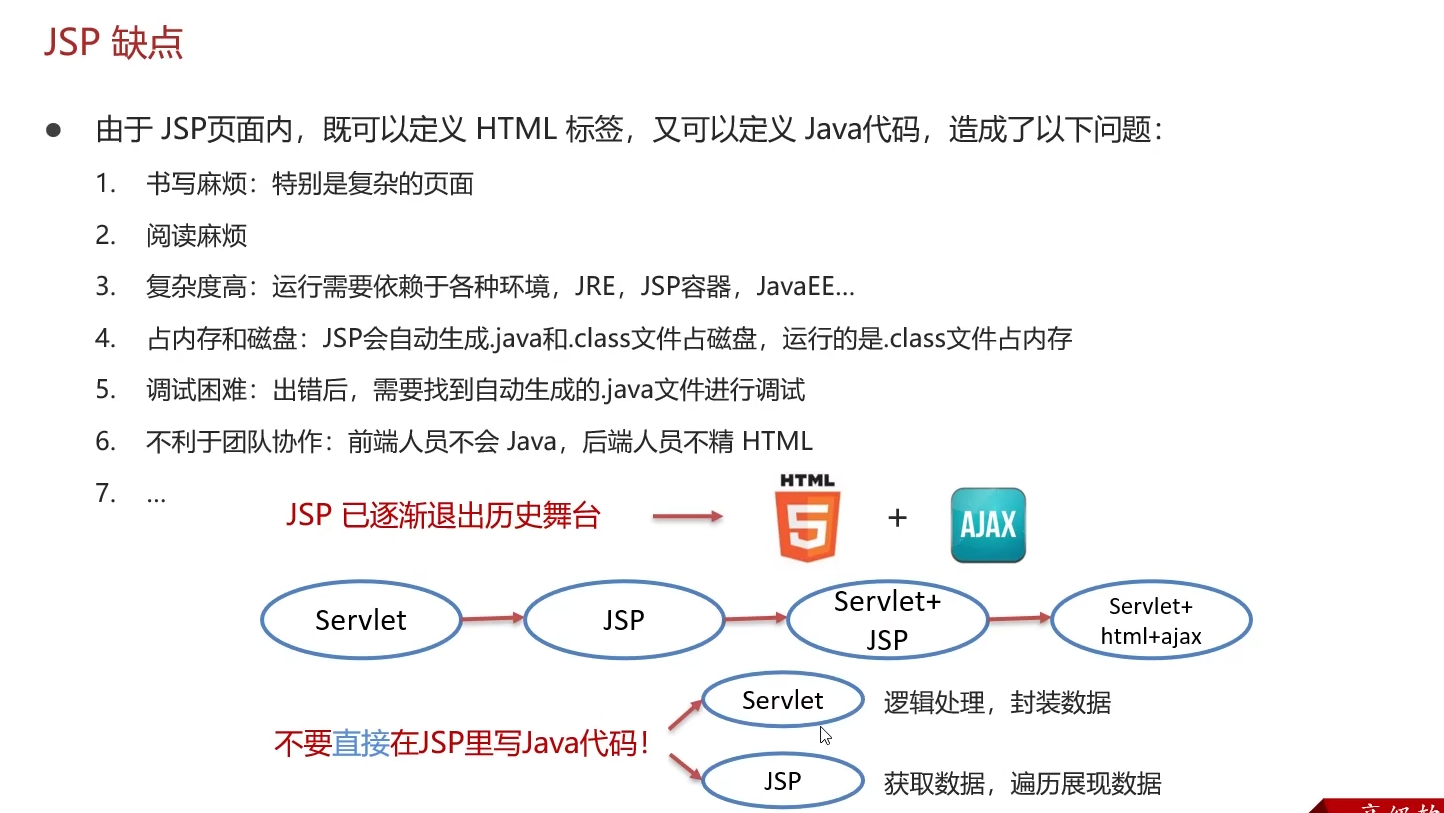 JSP 缺点
● 由于 JSP页面内，既可以定义 HTML 标签，又可以定义 Java代码，造成了以下问题：
1. 书写麻烦：特别是复杂的页面
2. 阅读麻烦
3. 复杂度高：运行需要依赖于各种环境，JRE，JSP容器，JavaEE...
4. 占内存和磁盘：JSP会自动生成.java和.class文件占磁盘，运行的是.class文件占内存
5. 调试困难：出错后，需要找到自动生成的.java文件进行调试
6. 不利于团队协作：前端人员不会 Java，后端人员不精 HTML
7. ...
JSP 已逐渐退出历史舞台
HTML
5
+
AJAX
Servlet
JSP
Servlet+
JSP
Servlet+
html+ajax
不要直接在JSP里写Java代码！
Servlet
逻辑处理，封装数据
JSP
获取数据，遍历展现数据